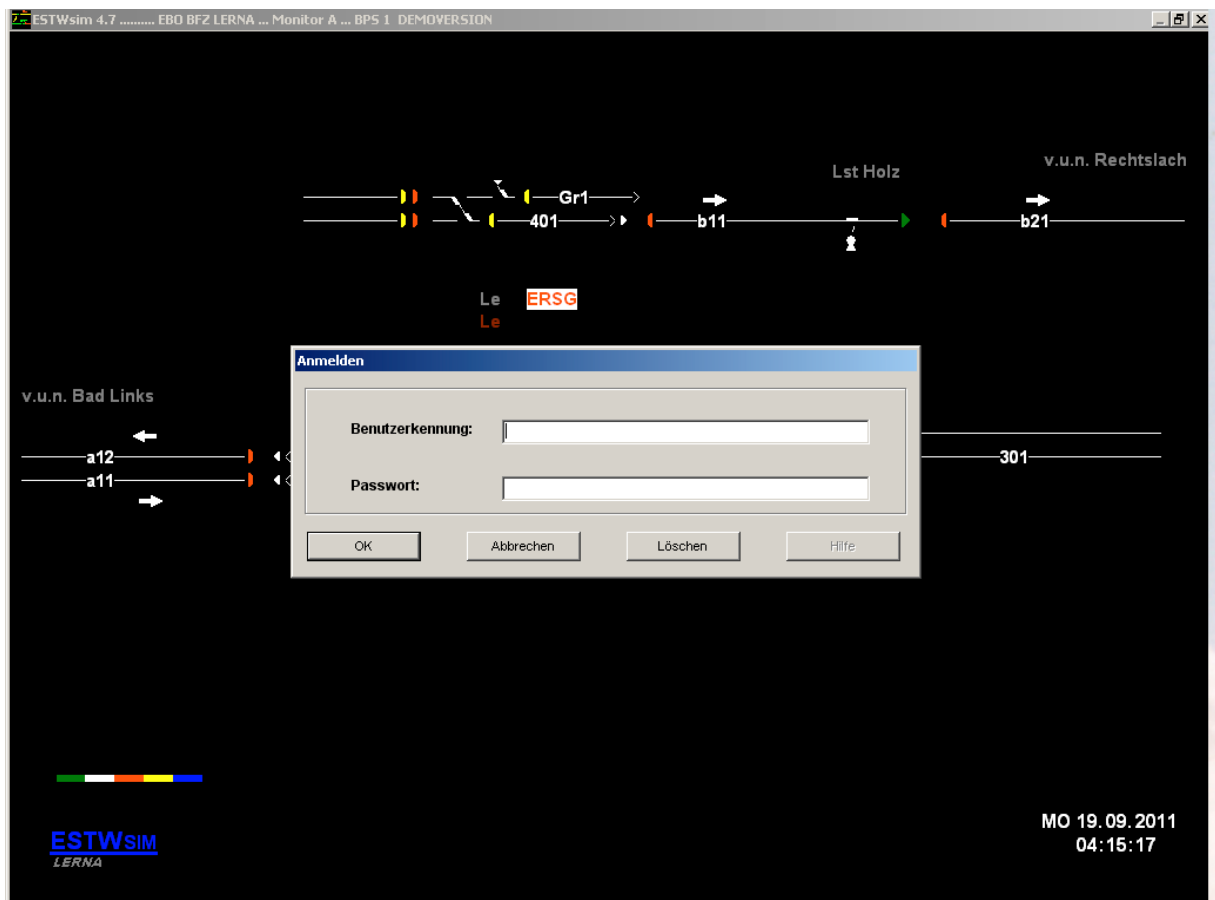 ESTWsim 4.7 .......... EBO BFZ LERNA ... Monitor A ... BPS 1 DEMOVERSION
v.u.n. Rechtslach
Lst Holz
Gr1
401 b11 b21
Le ERSG
Le
Anmelden
v.u.n. Bad Links
Benutzerkennung:
a12 301
a11
Passwort:
OK Abbrechen Löschen Hilfe
MO 19.09.2011
ESTWSIM 04:15:17
LERNA